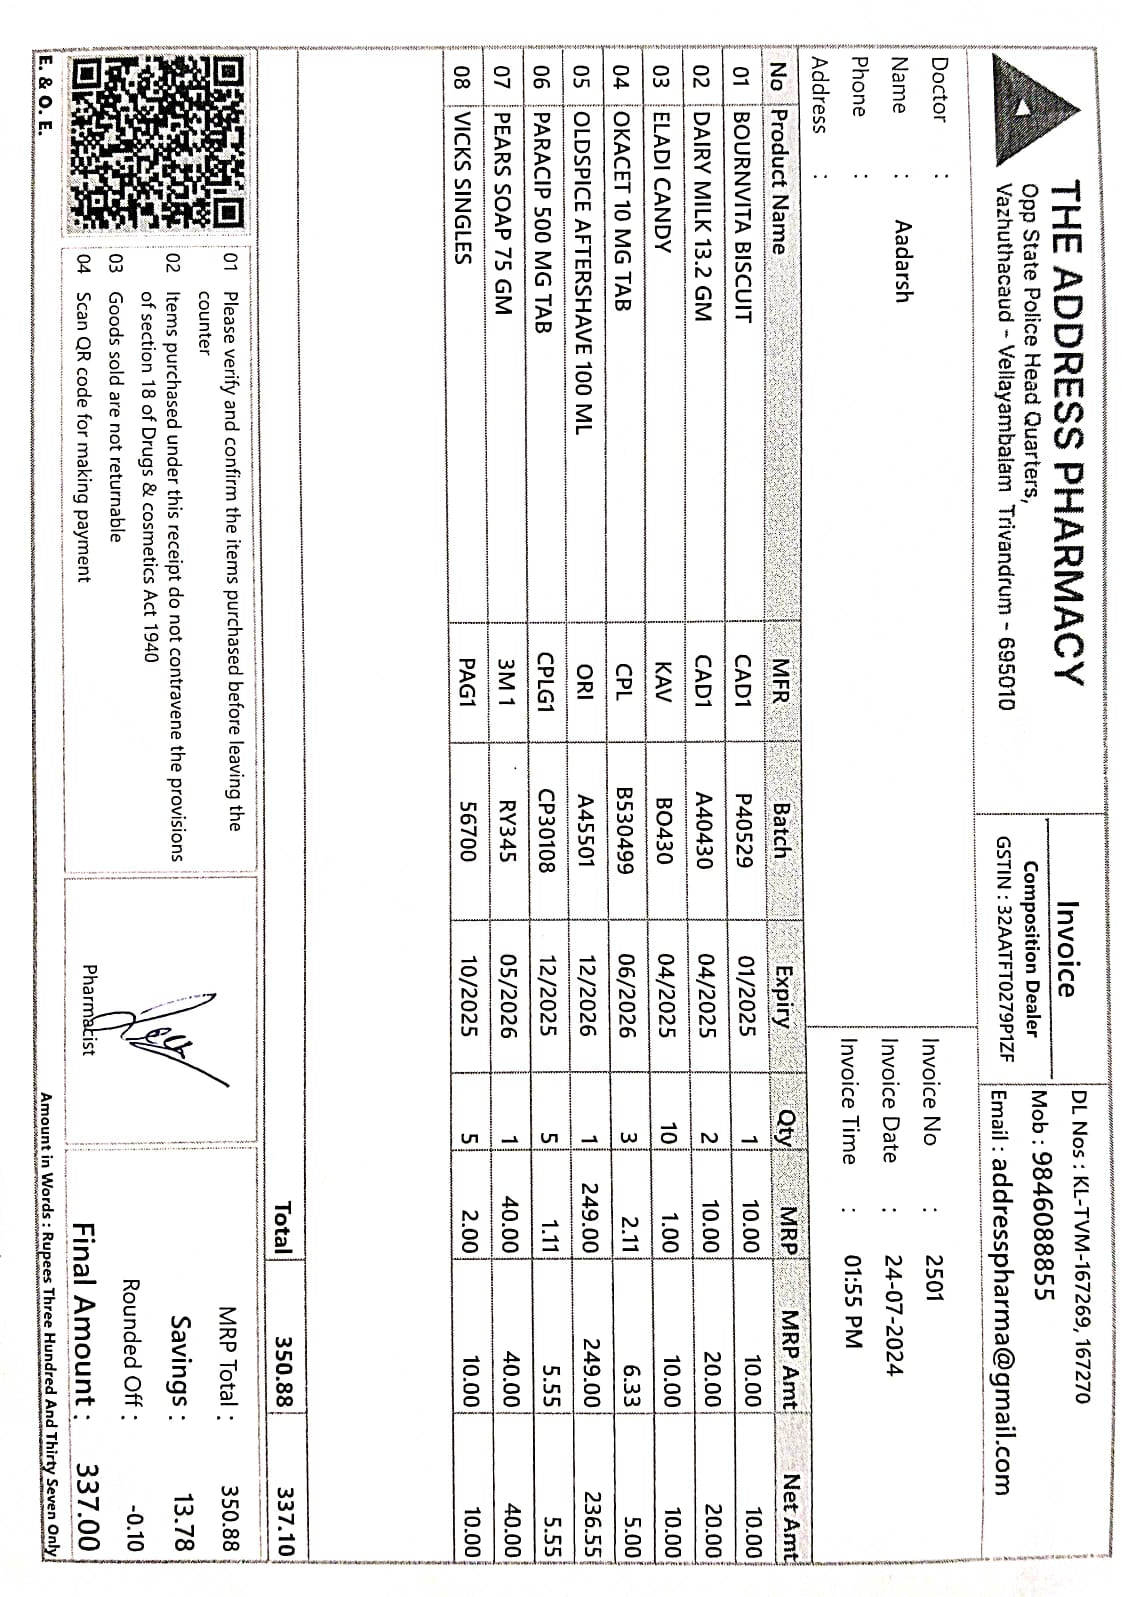 THE ADDRESS PHARMACY
Opp State Police Head Quarters,
Vazhuthacaud - Vellayambalam Trivandrum - 695010
Invoice
Composition Dealer
GSTIN : 32AATFT0279P1ZF
DL Nos : KL-TVM-167269, 167270
Mob : 9846088855
Email : addresspharma@gmail.com
Doctor :
Name : Aadarsh
Phone :
Address :
Invoice No : 2501
Invoice Date : 24-07-2024
Invoice Time : 01:55 PM
No Product Name MFR Batch Expiry Qty MRP MRP Amt Net Amt
01 BOURNVITA BISCUIT CAD1 P40529 01/2025 1 10.00 10.00 10.00
02 DAIRY MILK 13.2 GM CAD1 A40430 04/2025 2 10.00 20.00 20.00
03 ELADI CANDY KAV BO430 04/2025 10 1.00 10.00 10.00
04 OKACET 10 MG TAB CPL B530499 06/2026 3 2.11 6.33 5.00
05 OLDSPICE AFTERSHAVE 100 ML ORI A45501 12/2026 1 249.00 249.00 236.55
06 PARACIP 500 MG TAB CPLG1 CP30108 12/2025 5 1.11 5.55 5.55
07 PEARS SOAP 75 GM 3M 1 RY345 05/2026 1 40.00 40.00 40.00
08 VICKS SINGLES PAG1 56700 10/2025 5 2.00 10.00 10.00
Total 350.88 337.10
01 Please verify and confirm the items purchased before leaving the
counter
02 Items purchased under this receipt do not contravene the provisions
of section 18 of Drugs & cosmetics Act 1940
03 Goods sold are not returnable
04 Scan QR code for making payment
Pharmacist
MRP Total : 350.88
Savings : 13.78
Rounded Off : -0.10
Final Amount : 337.00
E. & O. E.
Amount in Words : Rupees Three Hundred And Thirty Seven Only